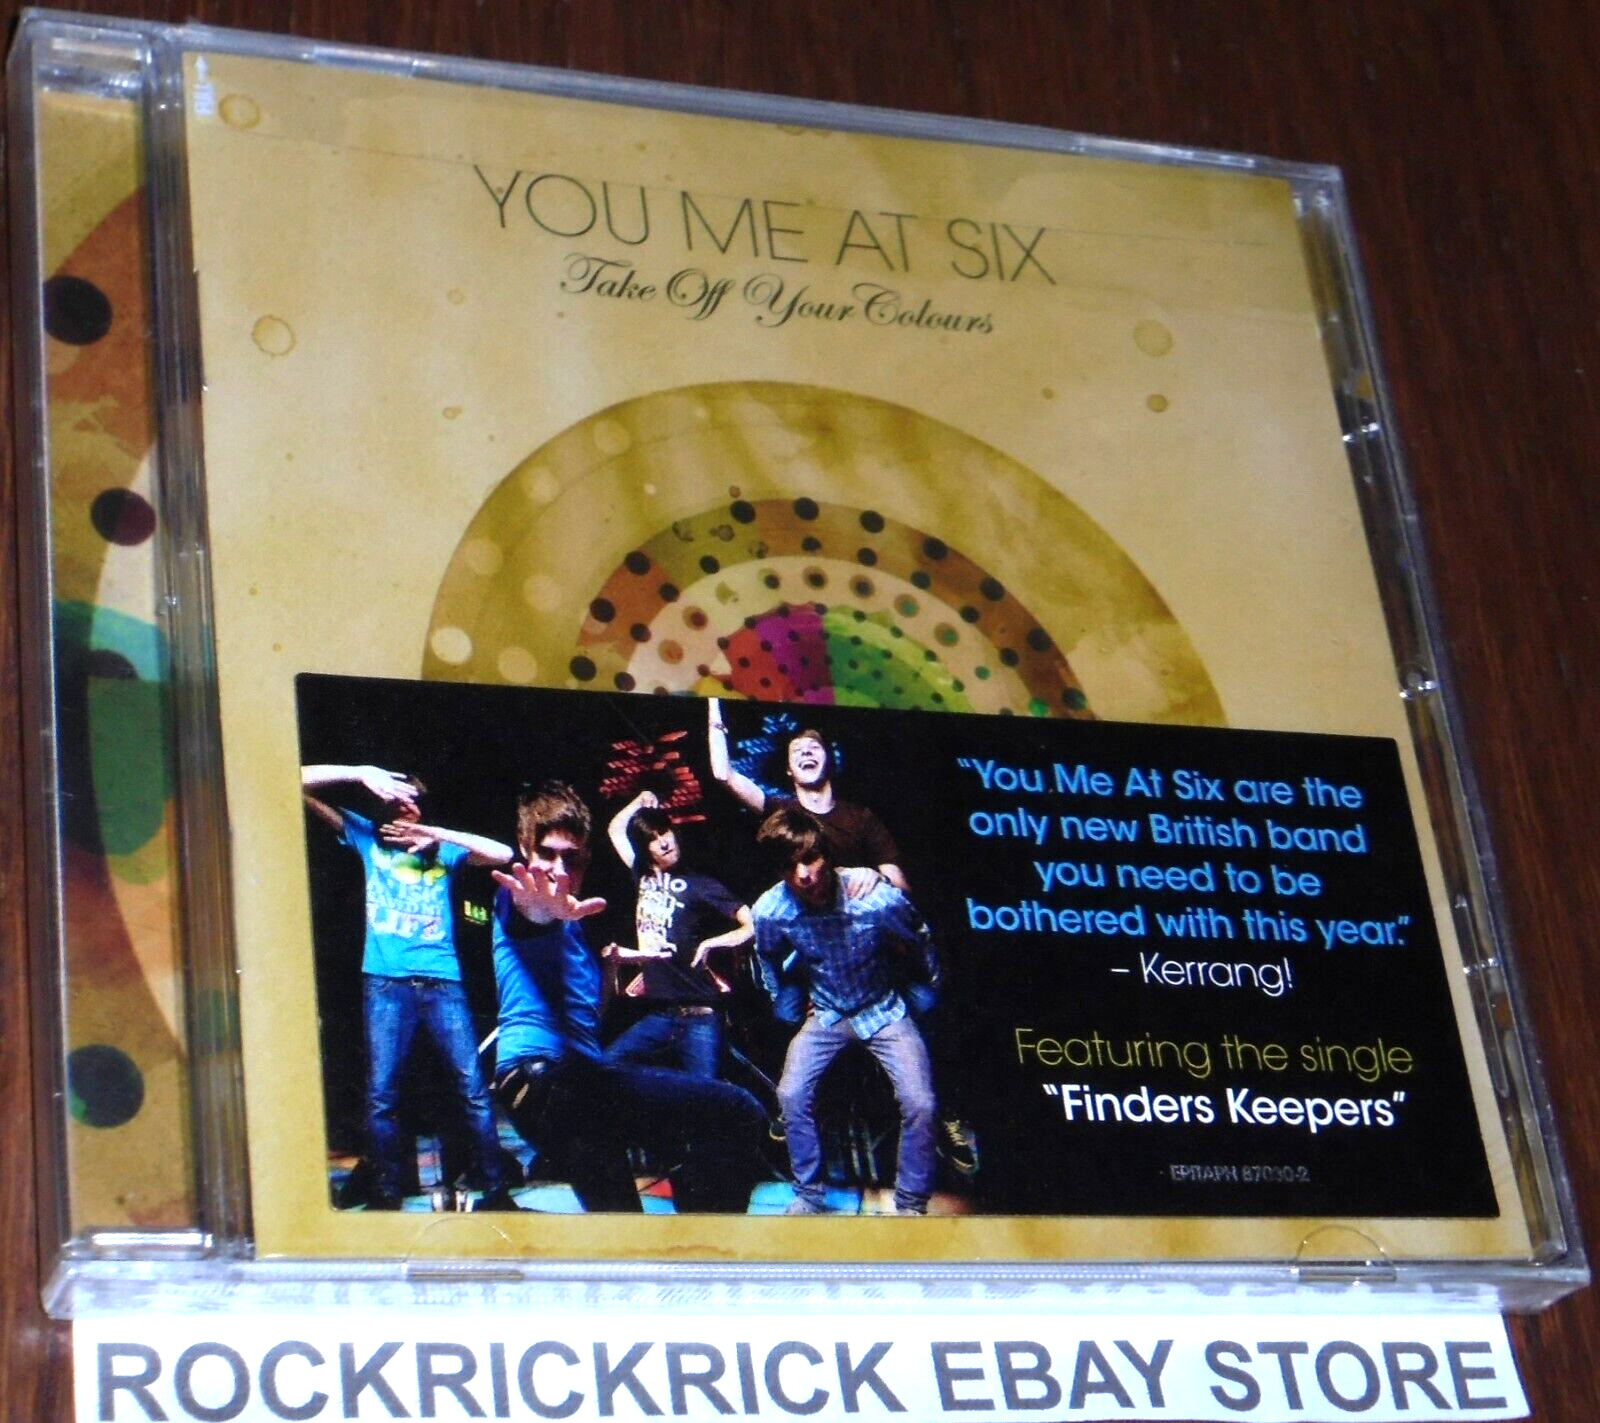 YOU ME AT SIX
Take Off Your Colours
"You Me At Six are the
only new British band
you need to be
bothered with this year."
– Kerrang!
Featuring the single
"Finders Keepers"
EPITAPH 87030-2
LIFE
ROCKRICKRICK EBAY STORE